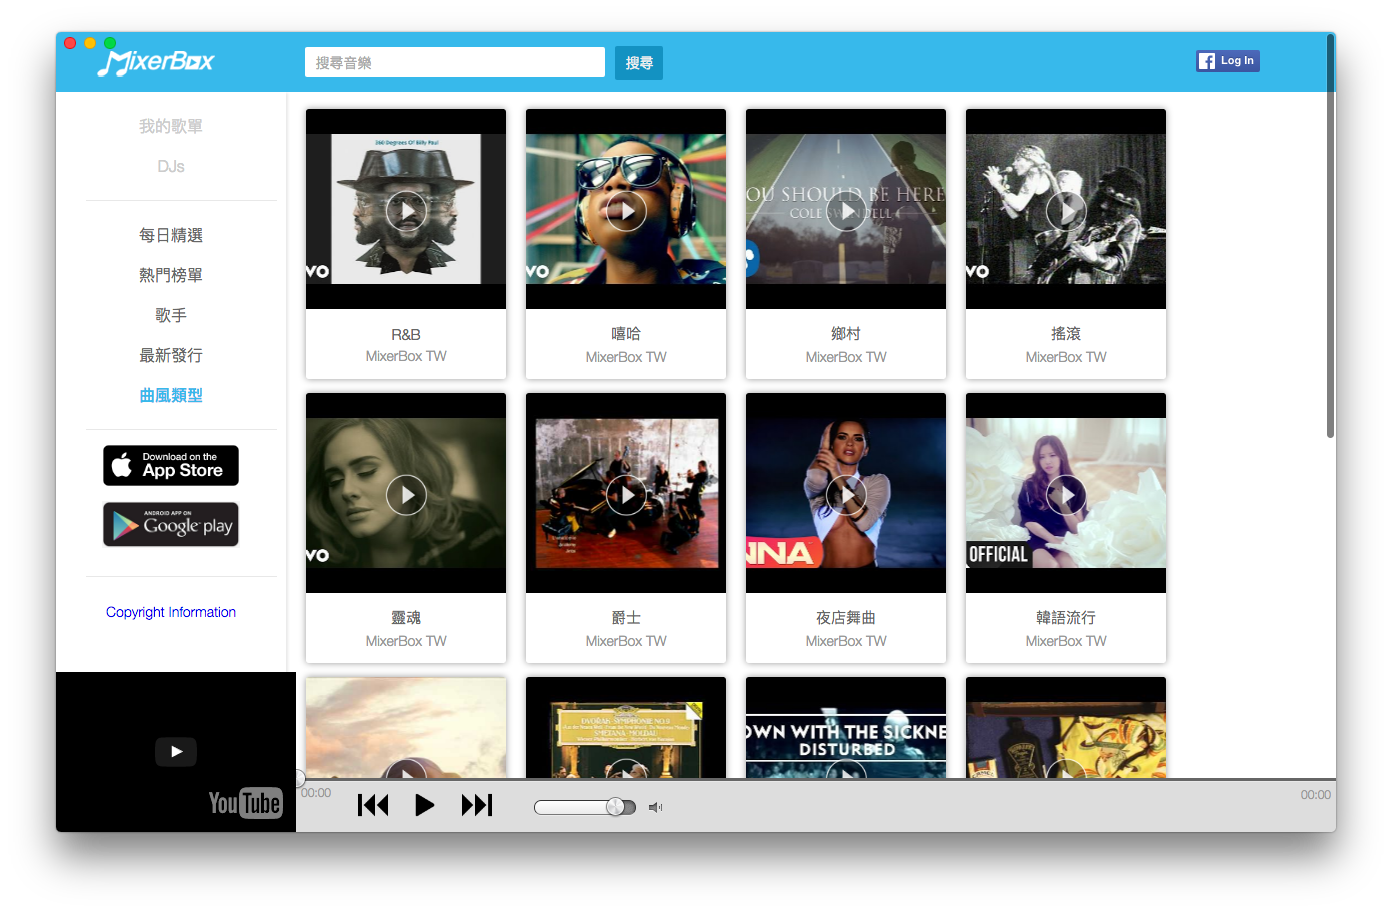 MixerBox
搜尋音樂
搜尋
Log In
我的歌單
DJs
每日精選
熱門榜單
歌手
最新發行
曲風類型
Download on the
App Store
ANDROID APP ON
Google play
Copyright Information
360 Degrees Of Billy Paul
VO
R&B
MixerBox TW
VO
嘻哈
MixerBox TW
OU SHOULD BE HERE
COLE SWINDELL
鄉村
MixerBox TW
VO
搖滾
MixerBox TW
VO
靈魂
MixerBox TW
爵士
MixerBox TW
NNA
夜店舞曲
MixerBox TW
OFFICIAL
韓語流行
MixerBox TW
DVOŘÁK: SYMPHONIE NO.8
SMETANA: MOLDAU
OWN WITH THE SICKNE
DISTURBED
YouTube
00:00
00:00